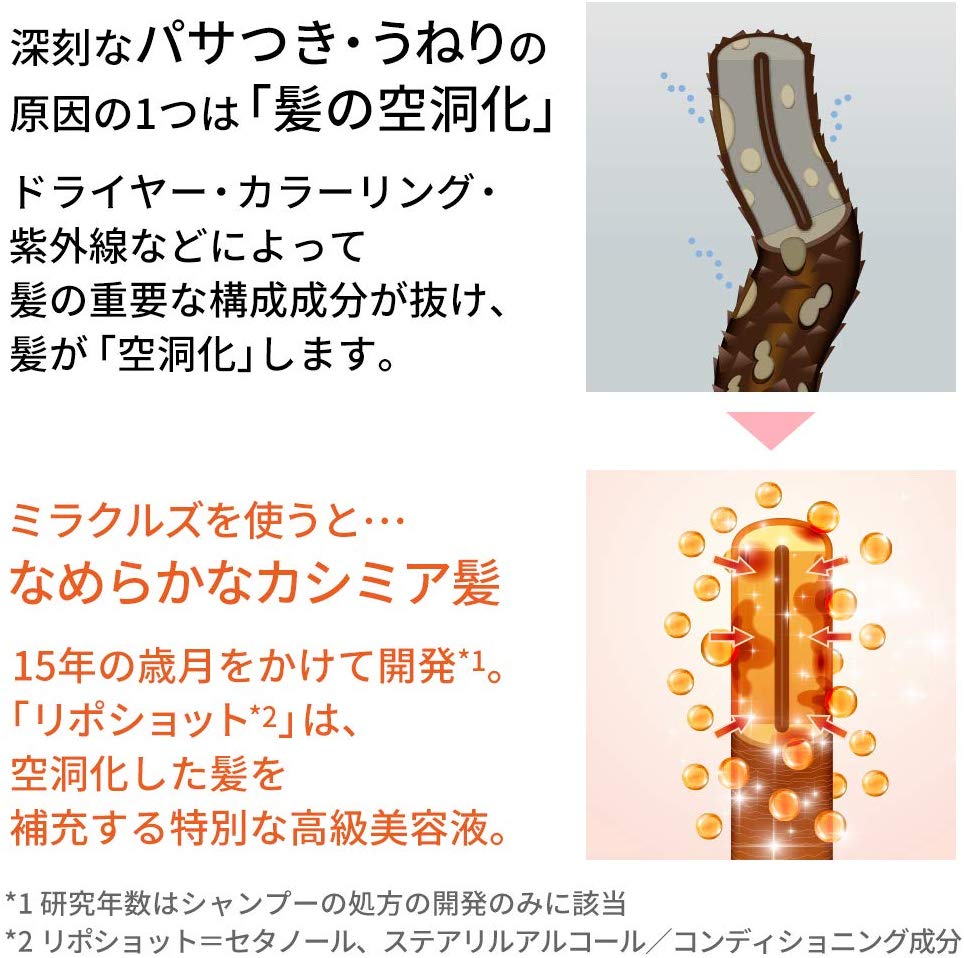 深刻なパサつき・うねりの
原因の1つは「髪の空洞化」
ドライヤー・カラーリング・
紫外線などによって
髪の重要な構成成分が抜け、
髪が「空洞化」します。
ミラクルズを使うと…
なめらかなカシミア髪
15年の歳月をかけて開発*1。
「リポショット*2」は、
空洞化した髪を
補充する特別な高級美容液。
*1 研究年数はシャンプーの処方の開発のみに該当
*2 リポショット＝セタノール、ステアリルアルコール／コンディショニング成分